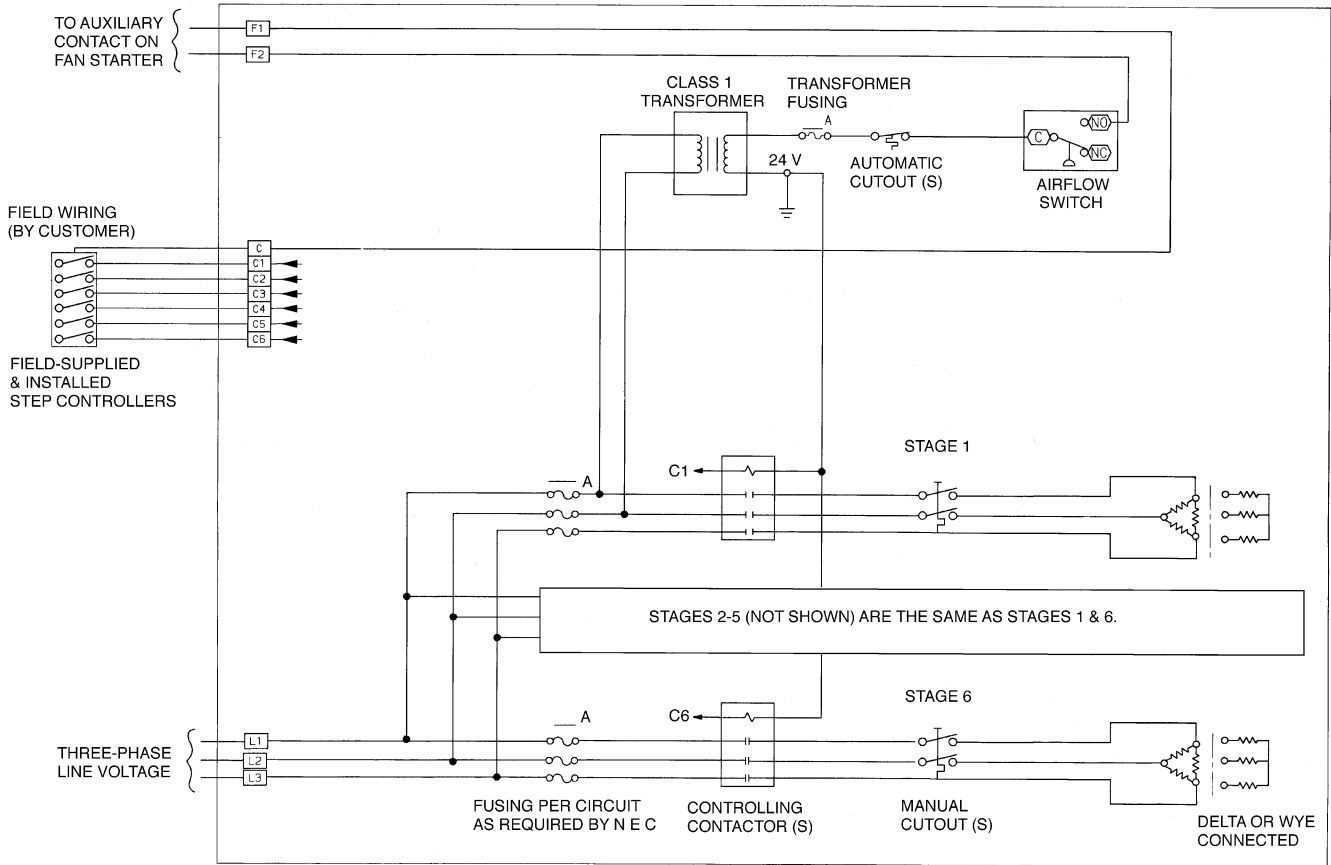 TO AUXILIARY
CONTACT ON
FAN STARTER
F1
F2
CLASS 1
TRANSFORMER
TRANSFORMER
FUSING
A
24 V
AUTOMATIC
CUTOUT (S)
C
NO
NC
AIRFLOW
SWITCH
FIELD WIRING
(BY CUSTOMER)
C
C1
C2
C3
C4
C5
C6
FIELD-SUPPLIED
& INSTALLED
STEP CONTROLLERS
STAGE 1
C1
A
STAGES 2-5 (NOT SHOWN) ARE THE SAME AS STAGES 1 & 6.
STAGE 6
C6
A
THREE-PHASE
LINE VOLTAGE
L1
L2
L3
FUSING PER CIRCUIT
AS REQUIRED BY N E C
CONTROLLING
CONTACTOR (S)
MANUAL
CUTOUT (S)
DELTA OR WYE
CONNECTED